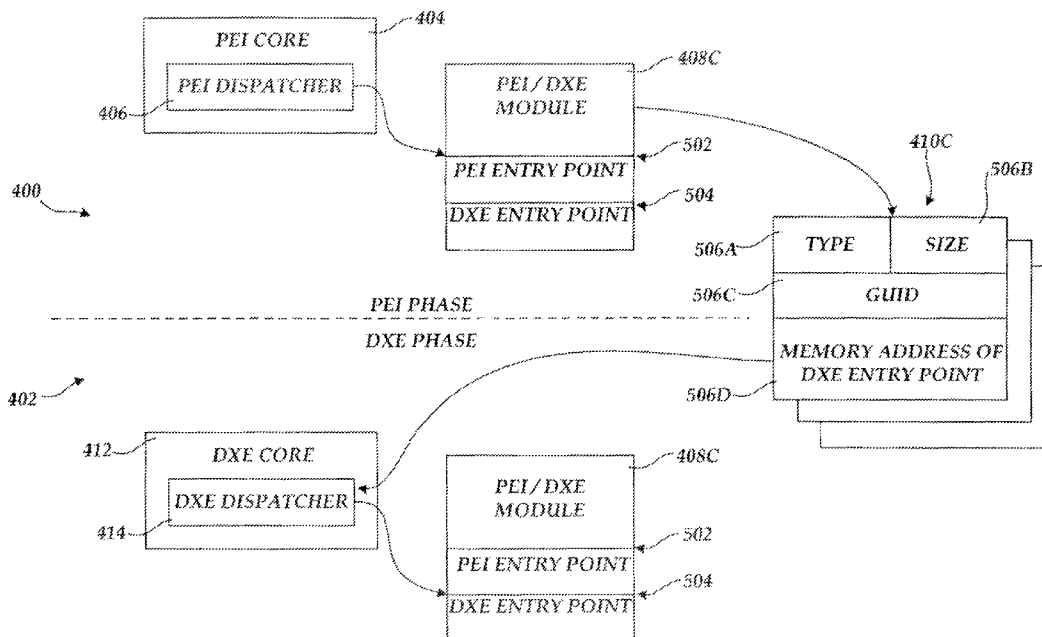 404
PEI CORE
PEI DISPATCHER
406
408C
PEI / DXE
MODULE
502
PEI ENTRY POINT
504
DXE ENTRY POINT
400
410C
506B
506A
TYPE
SIZE
506C
GUID
MEMORY ADDRESS OF
DXE ENTRY POINT
506D
PEI PHASE
DXE PHASE
402
412
DXE CORE
DXE DISPATCHER
414
408C
PEI / DXE
MODULE
502
PEI ENTRY POINT
504
DXE ENTRY POINT